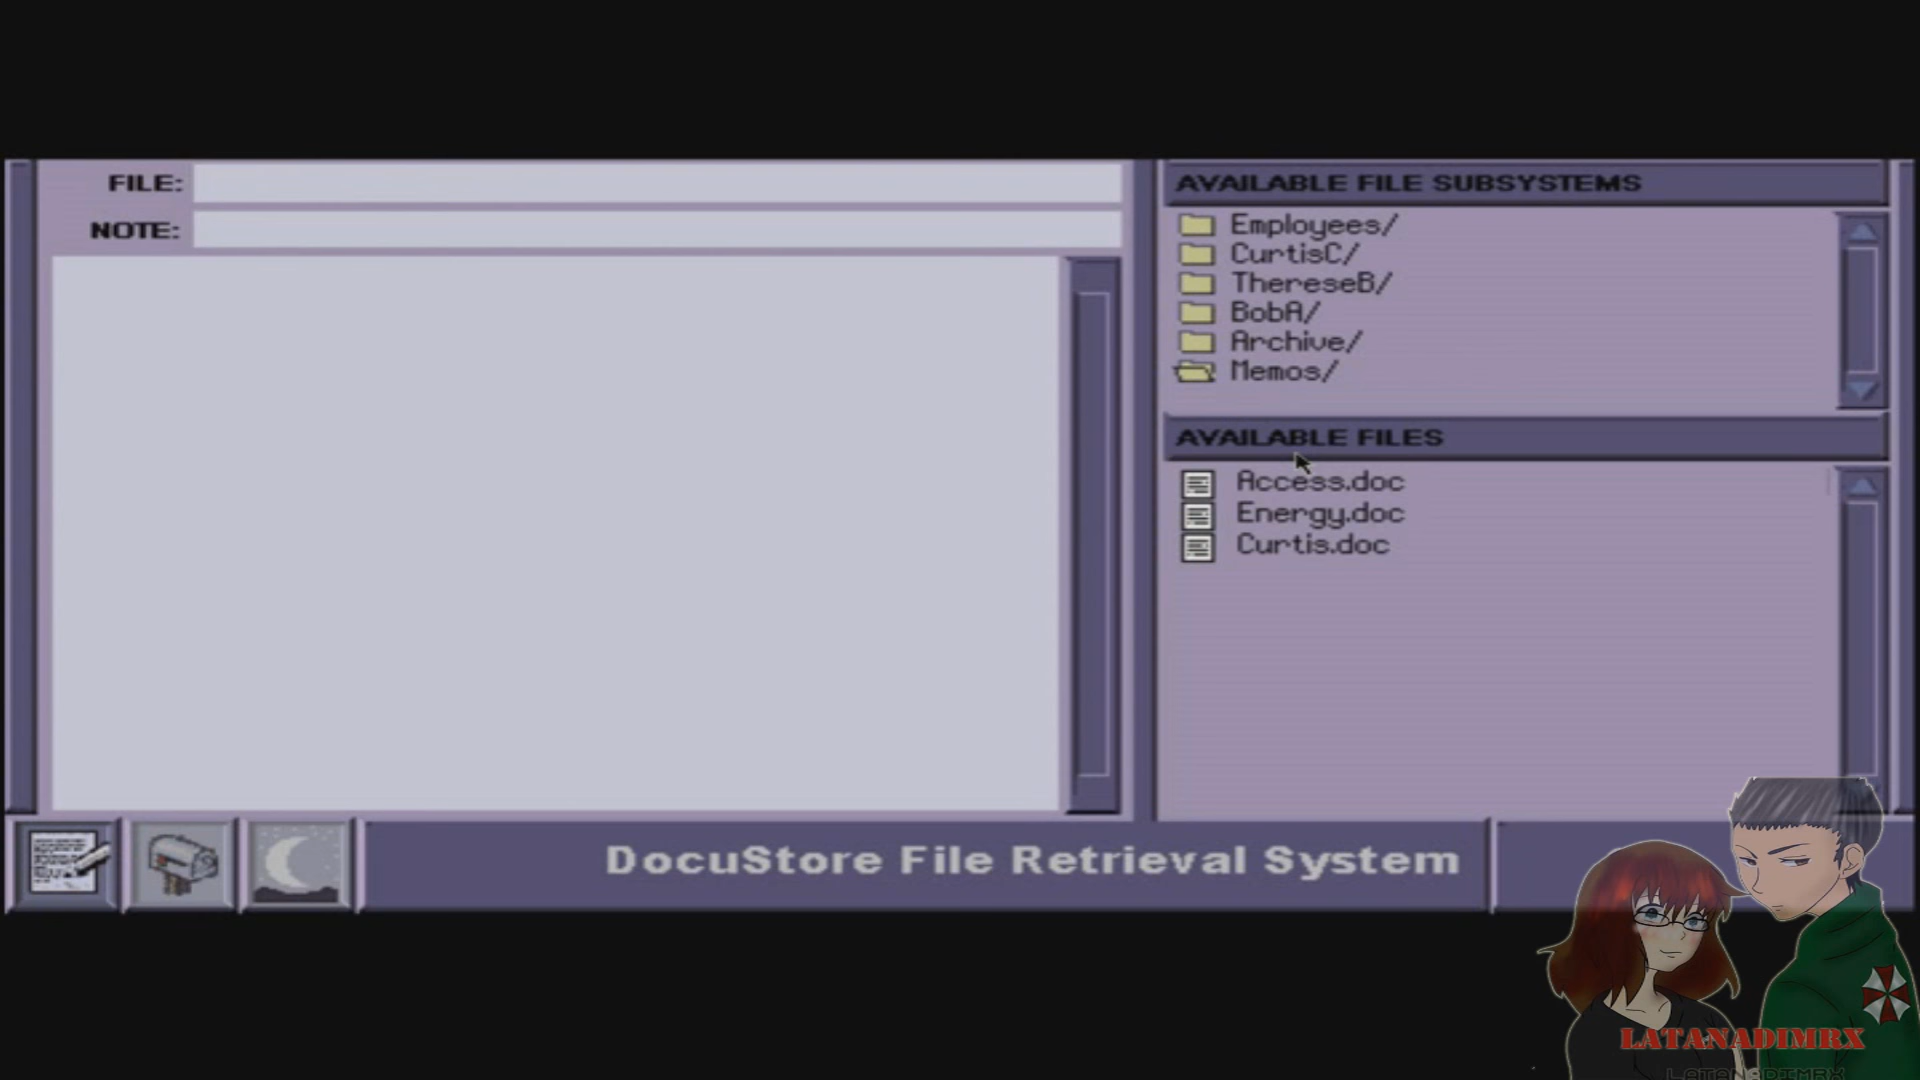 FILE:
NOTE:
AVAILABLE FILE SUBSYSTEMS
Employees/
CurtisC/
ThereseB/
BobA/
Archive/
Memos/
AVAILABLE FILES
Access.doc
Energy.doc
Curtis.doc
DocuStore File Retrieval System
LATANADIMRX
LATANADIMRX